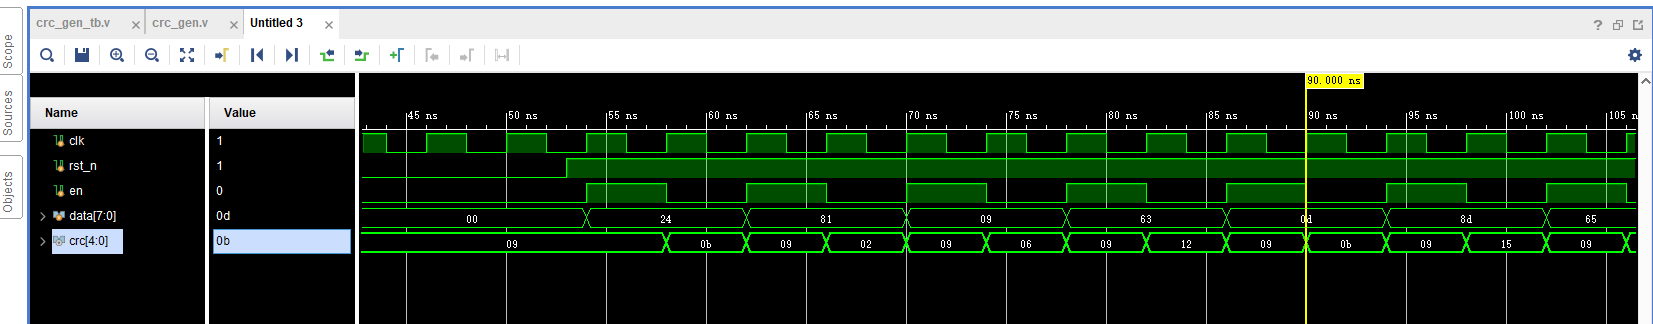 crc_gen_tb.v × crc_gen.v × Untitled 3 × ?
Scope
Sources
Objects
90.000 ns
Name Value
45 ns 50 ns 55 ns 60 ns 65 ns 70 ns 75 ns 80 ns 85 ns 90 ns 95 ns 100 ns 105 ns
clk 1
rst_n 1
en 0
data[7:0] 0d 00 24 81 09 63 0d 8d 65
crc[4:0] 0b 09 0b 09 02 09 06 09 12 09 0b 09 15 09